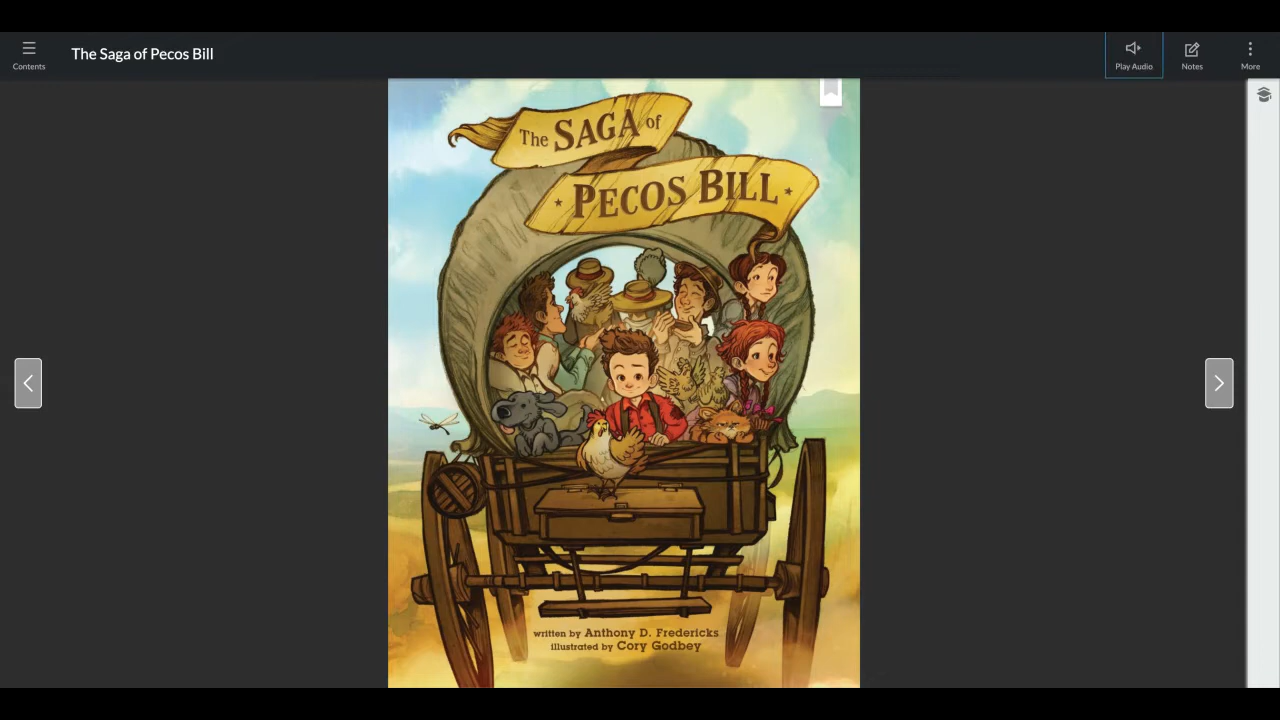 Contents
The Saga of Pecos Bill
Play Audio
Notes
More
The SAGA of
PECOS BILL
written by Anthony D. Fredericks
illustrated by Cory Godbey